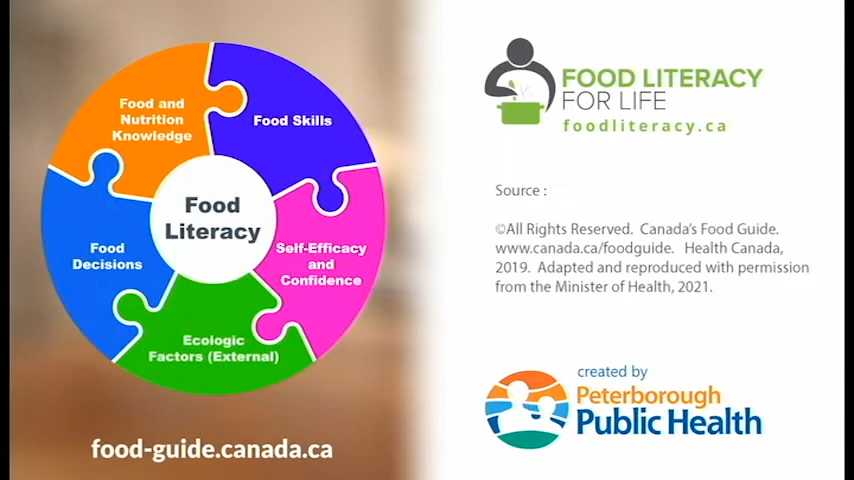 Food and
Nutrition
Knowledge
Food Skills
Food
Literacy
Food
Decisions
Self-Efficacy
and
Confidence
Ecologic
Factors (External)
food-guide.canada.ca
FOOD LITERACY
FOR LIFE
foodliteracy.ca
Source :
©All Rights Reserved. Canada's Food Guide.
www.canada.ca/foodguide. Health Canada,
2019. Adapted and reproduced with permission
from the Minister of Health, 2021.
created by
Peterborough
Public Health